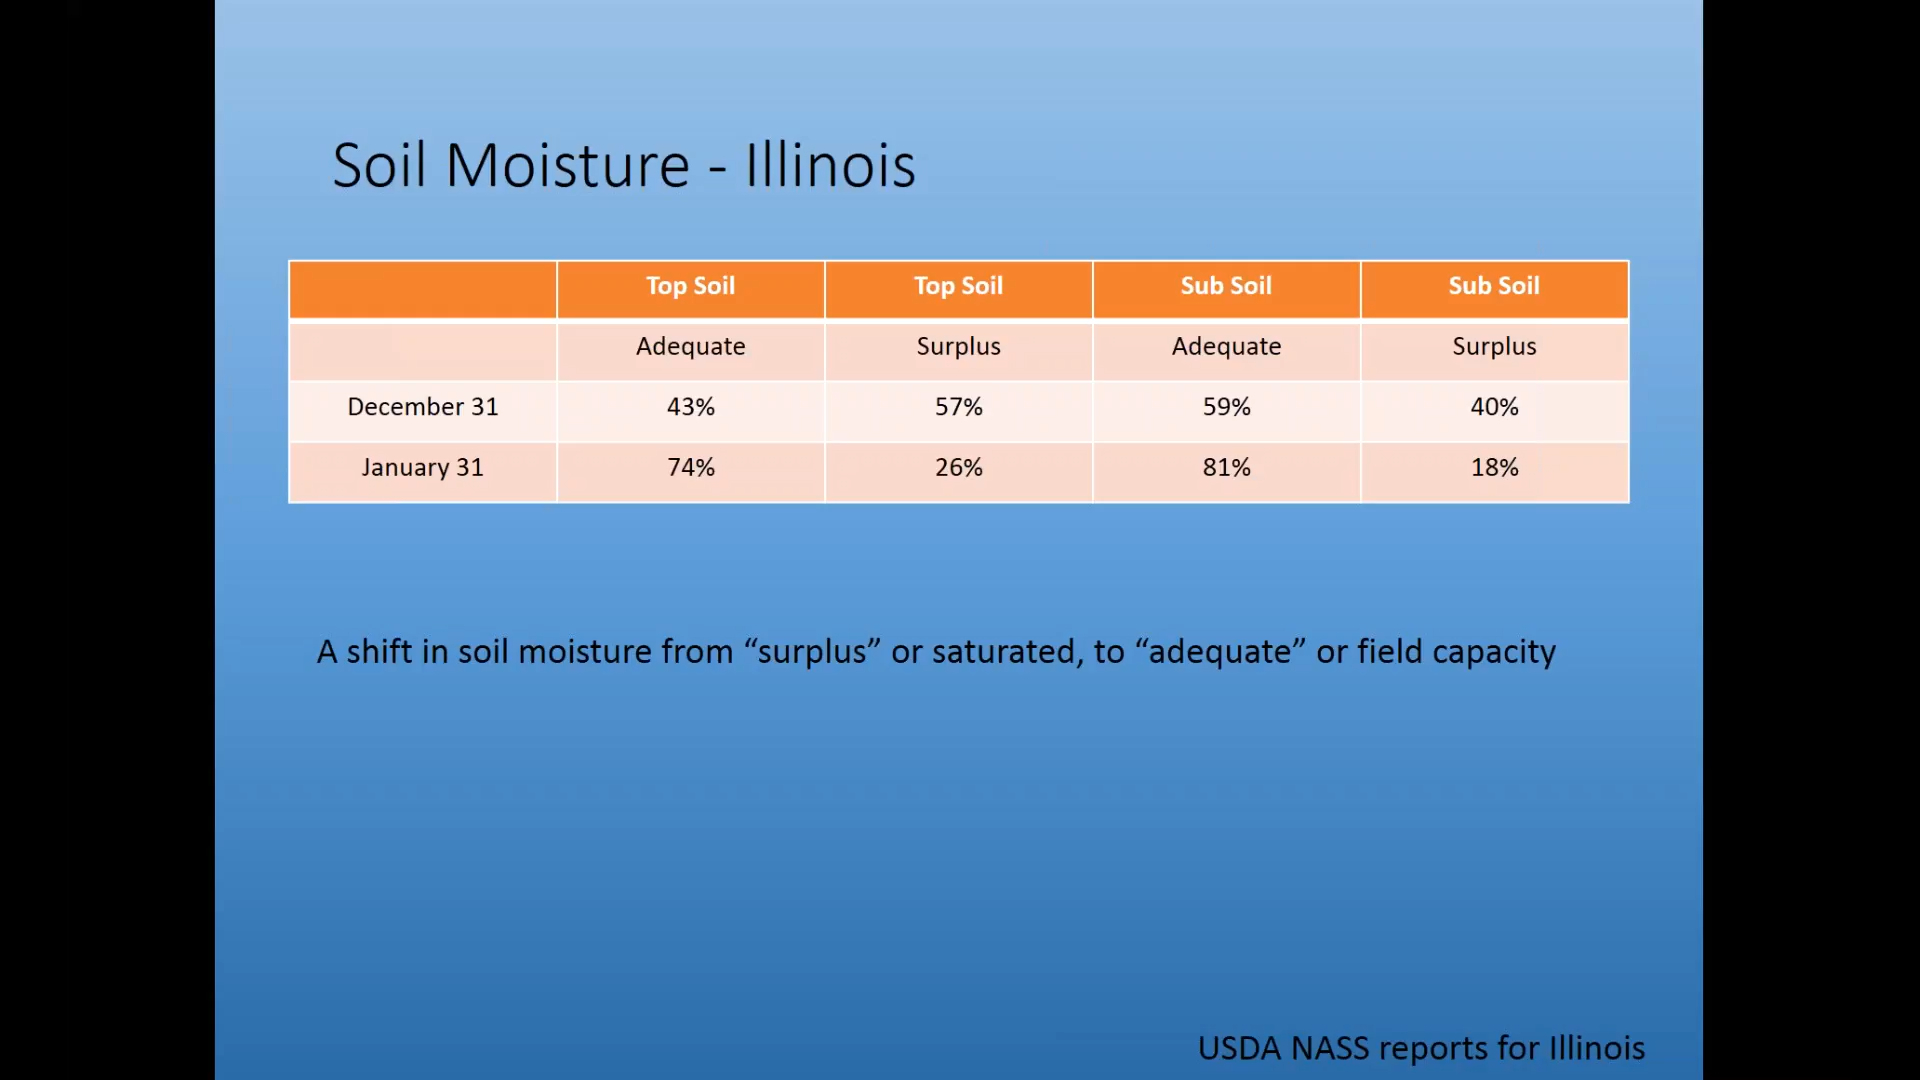 Soil Moisture - Illinois
Top Soil Top Soil Sub Soil Sub Soil
Adequate Surplus Adequate Surplus
December 31 43% 57% 59% 40%
January 31 74% 26% 81% 18%
A shift in soil moisture from “surplus” or saturated, to “adequate” or field capacity
USDA NASS reports for Illinois